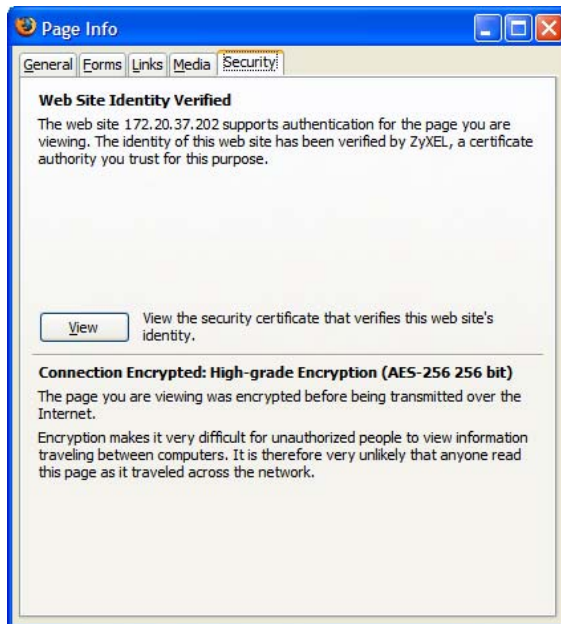 Page Info
General Forms Links Media Security
Web Site Identity Verified
The web site 172.20.37.202 supports authentication for the page you are
viewing. The identity of this web site has been verified by ZyXEL, a certificate
authority you trust for this purpose.
View
View the security certificate that verifies this web site's
identity.
Connection Encrypted: High-grade Encryption (AES-256 256 bit)
The page you are viewing was encrypted before being transmitted over the
Internet.
Encryption makes it very difficult for unauthorized people to view information
traveling between computers. It is therefore very unlikely that anyone read
this page as it traveled across the network.